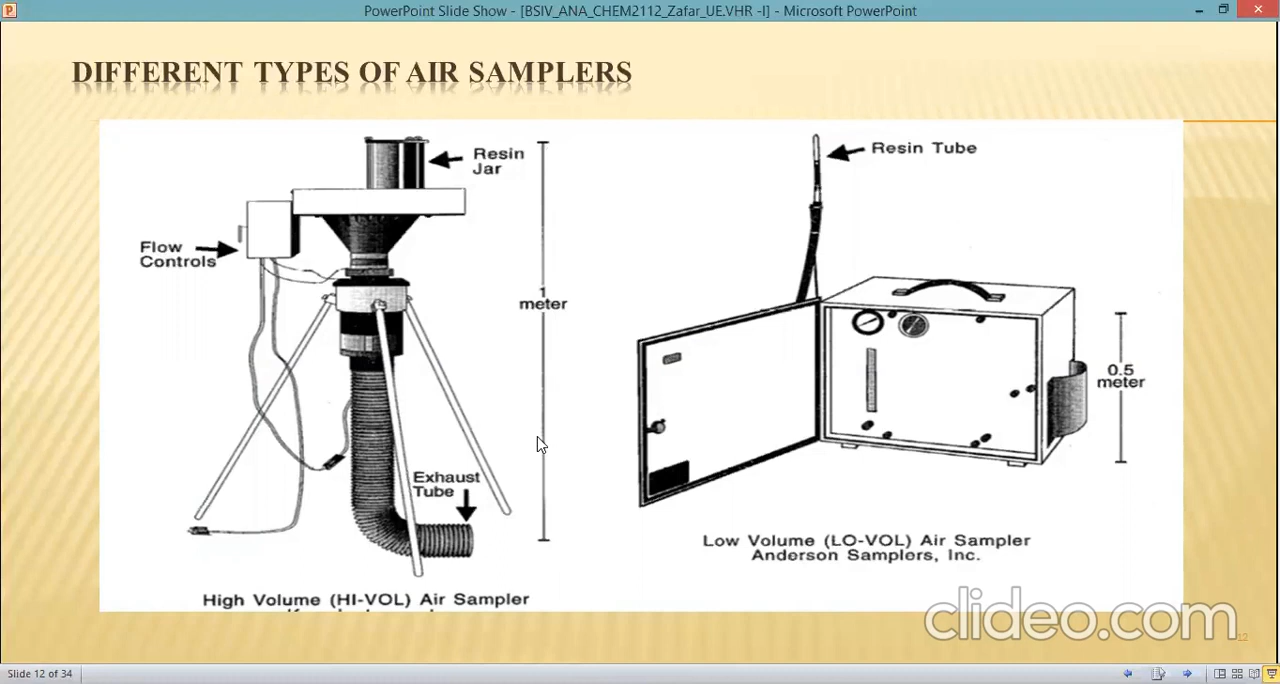 PowerPoint Slide Show - [BSIV_ANA_CHEM2112_Zafar_UE.VHR -I] - Microsoft PowerPoint
DIFFERENT TYPES OF AIR SAMPLERS
Resin
Jar
Flow
Controls
1
meter
Exhaust
Tube
High Volume (HI-VOL) Air Sampler
Resin Tube
0.5
meter
Low Volume (LO-VOL) Air Sampler
Anderson Samplers, Inc.
clideo.com
12
Slide 12 of 34